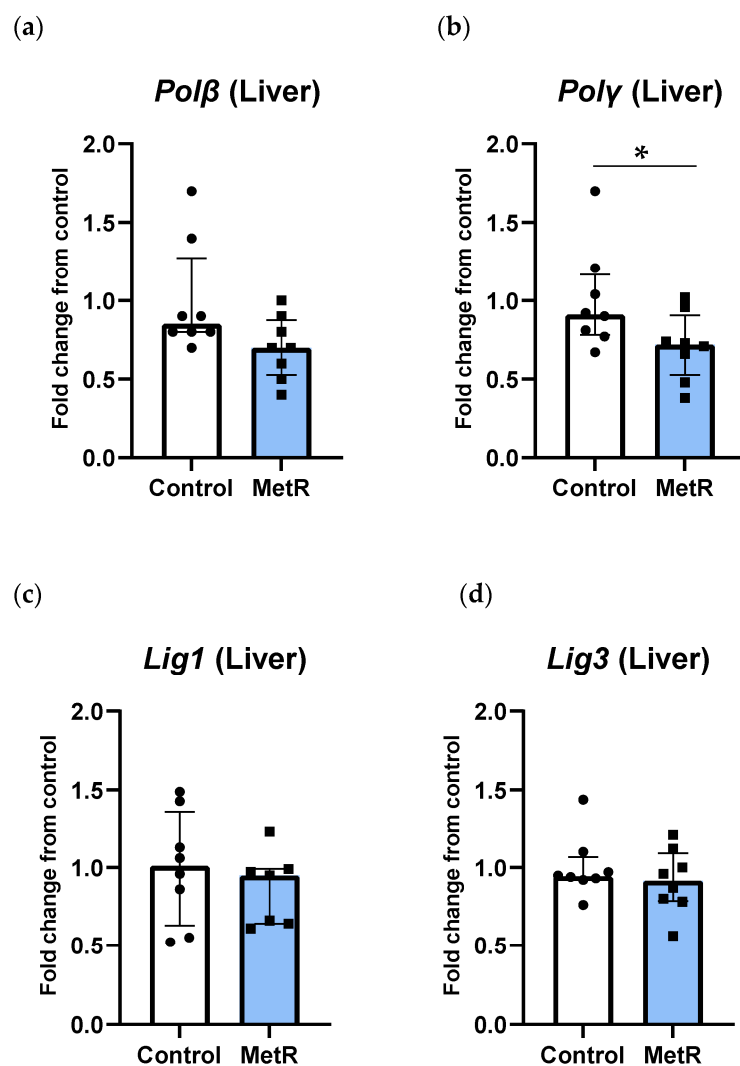 (a)
Polβ (Liver)
Fold change from control
2.0
1.5
1.0
0.5
0.0
Control MetR
(b)
Polγ (Liver)
Fold change from control
2.0
1.5
1.0
0.5
0.0
*
Control MetR
(c)
Lig1 (Liver)
Fold change from control
2.0
1.5
1.0
0.5
0.0
Control MetR
(d)
Lig3 (Liver)
Fold change from control
2.0
1.5
1.0
0.5
0.0
Control MetR